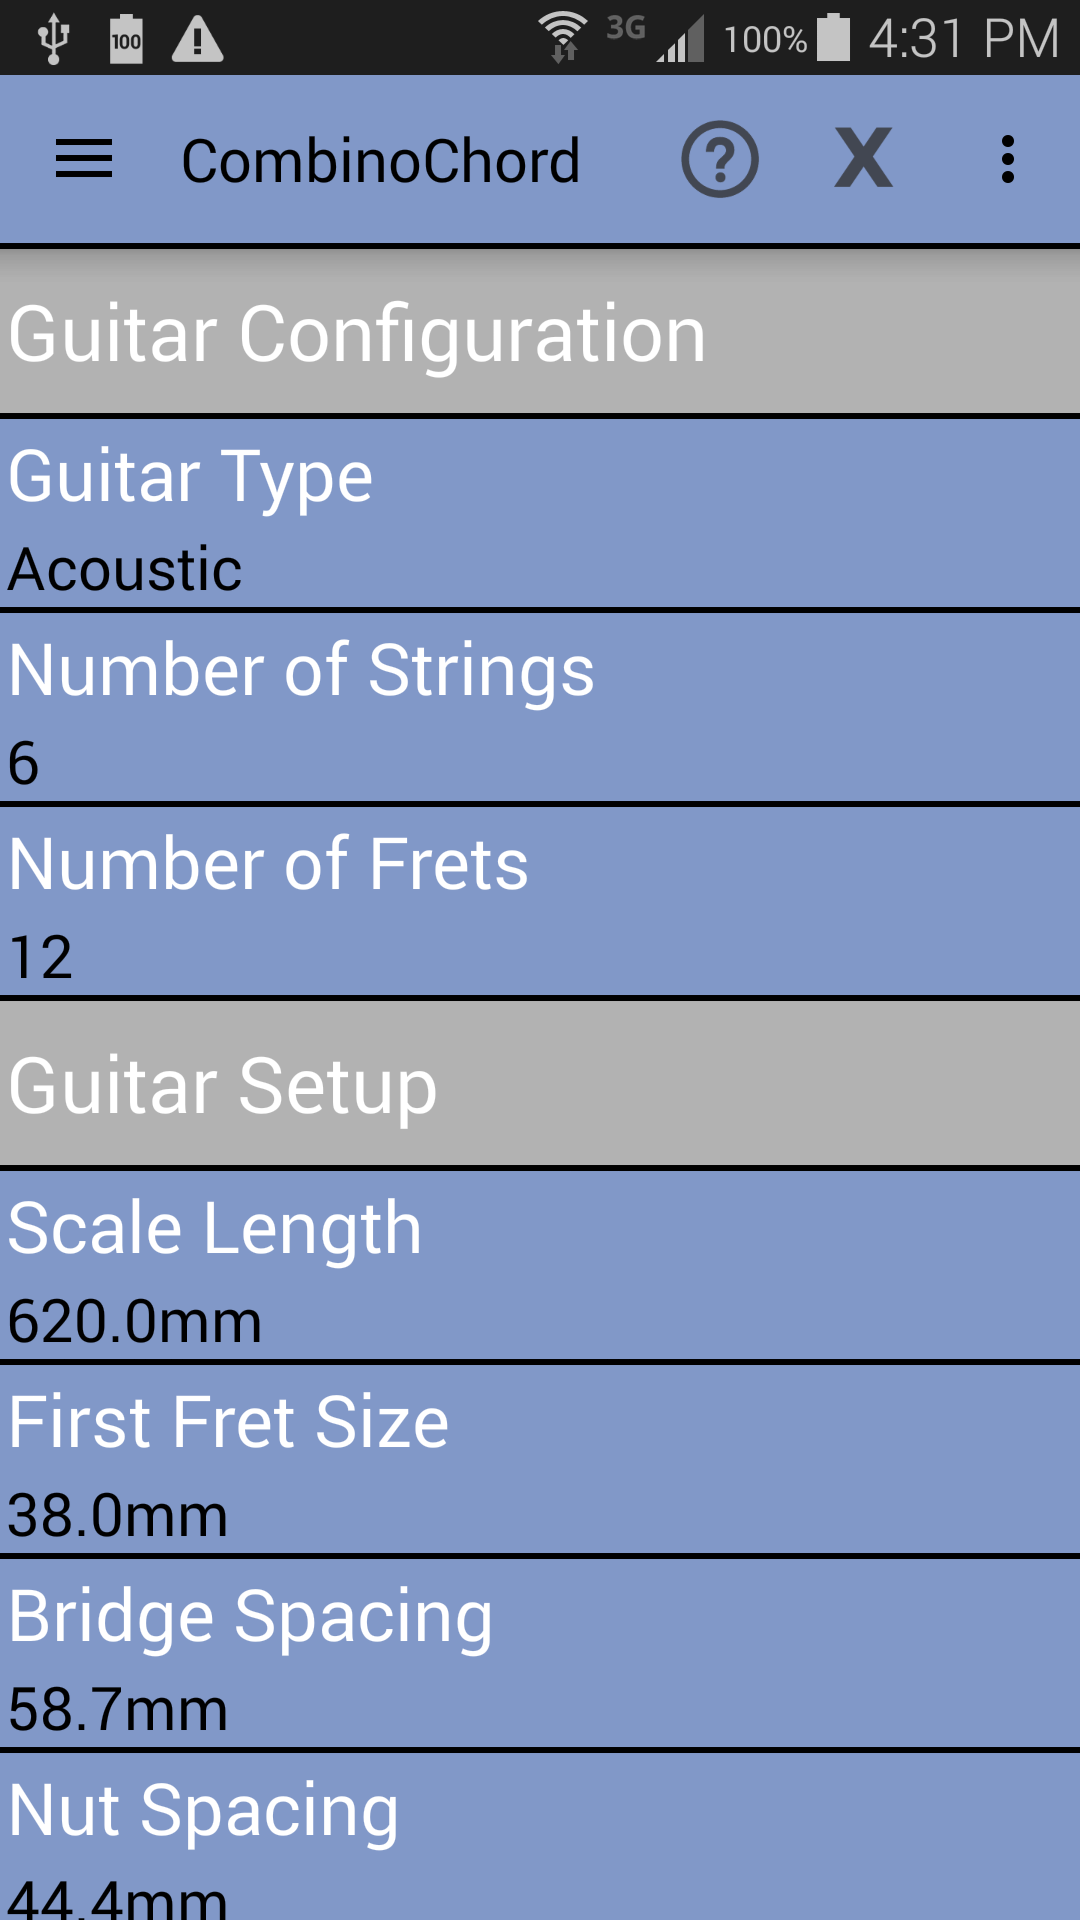 100 3G 100% 4:31 PM
CombinoChord ? X
Guitar Configuration
Guitar Type
Acoustic
Number of Strings
6
Number of Frets
12
Guitar Setup
Scale Length
620.0mm
First Fret Size
38.0mm
Bridge Spacing
58.7mm
Nut Spacing
44.4mm